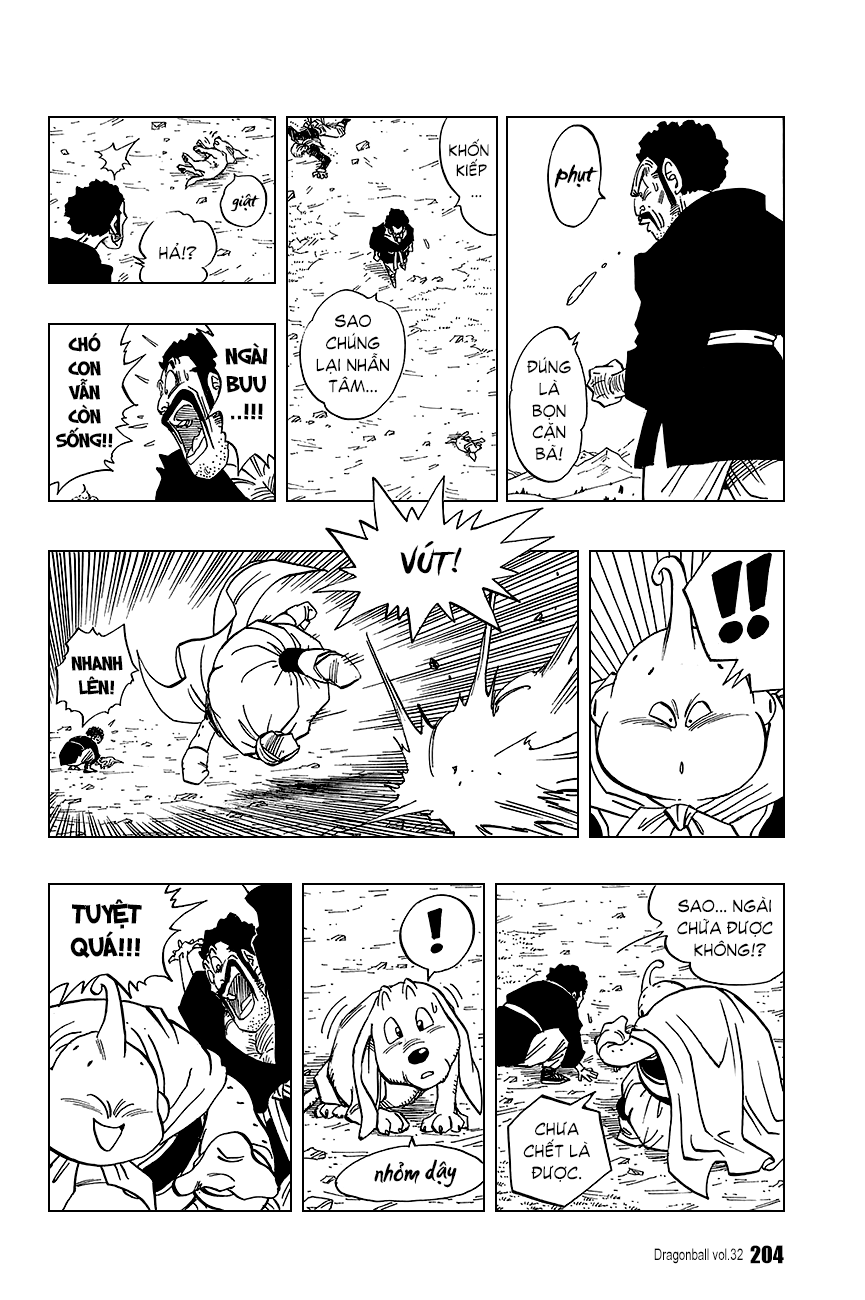 phụt
ĐÚNG
LÀ
BỌN
CĂN
BÃ!
KHỐN
KIẾP
...
SAO
CHÚNG
LẠI NHẪN
TÂM...
giật
HẢ!?
NGÀI
BUU
..!!!
CHÓ
CON
VẪN
CÒN
SỐNG!!
!!
VÚT!
NHANH
LÊN!
SAO... NGÀI
CHỮA ĐƯỢC
KHÔNG!?
CHƯA
CHẾT LÀ
ĐƯỢC.
!
nhỏm dậy
TUYỆT
QUÁ!!!
Dragonball vol.32 204